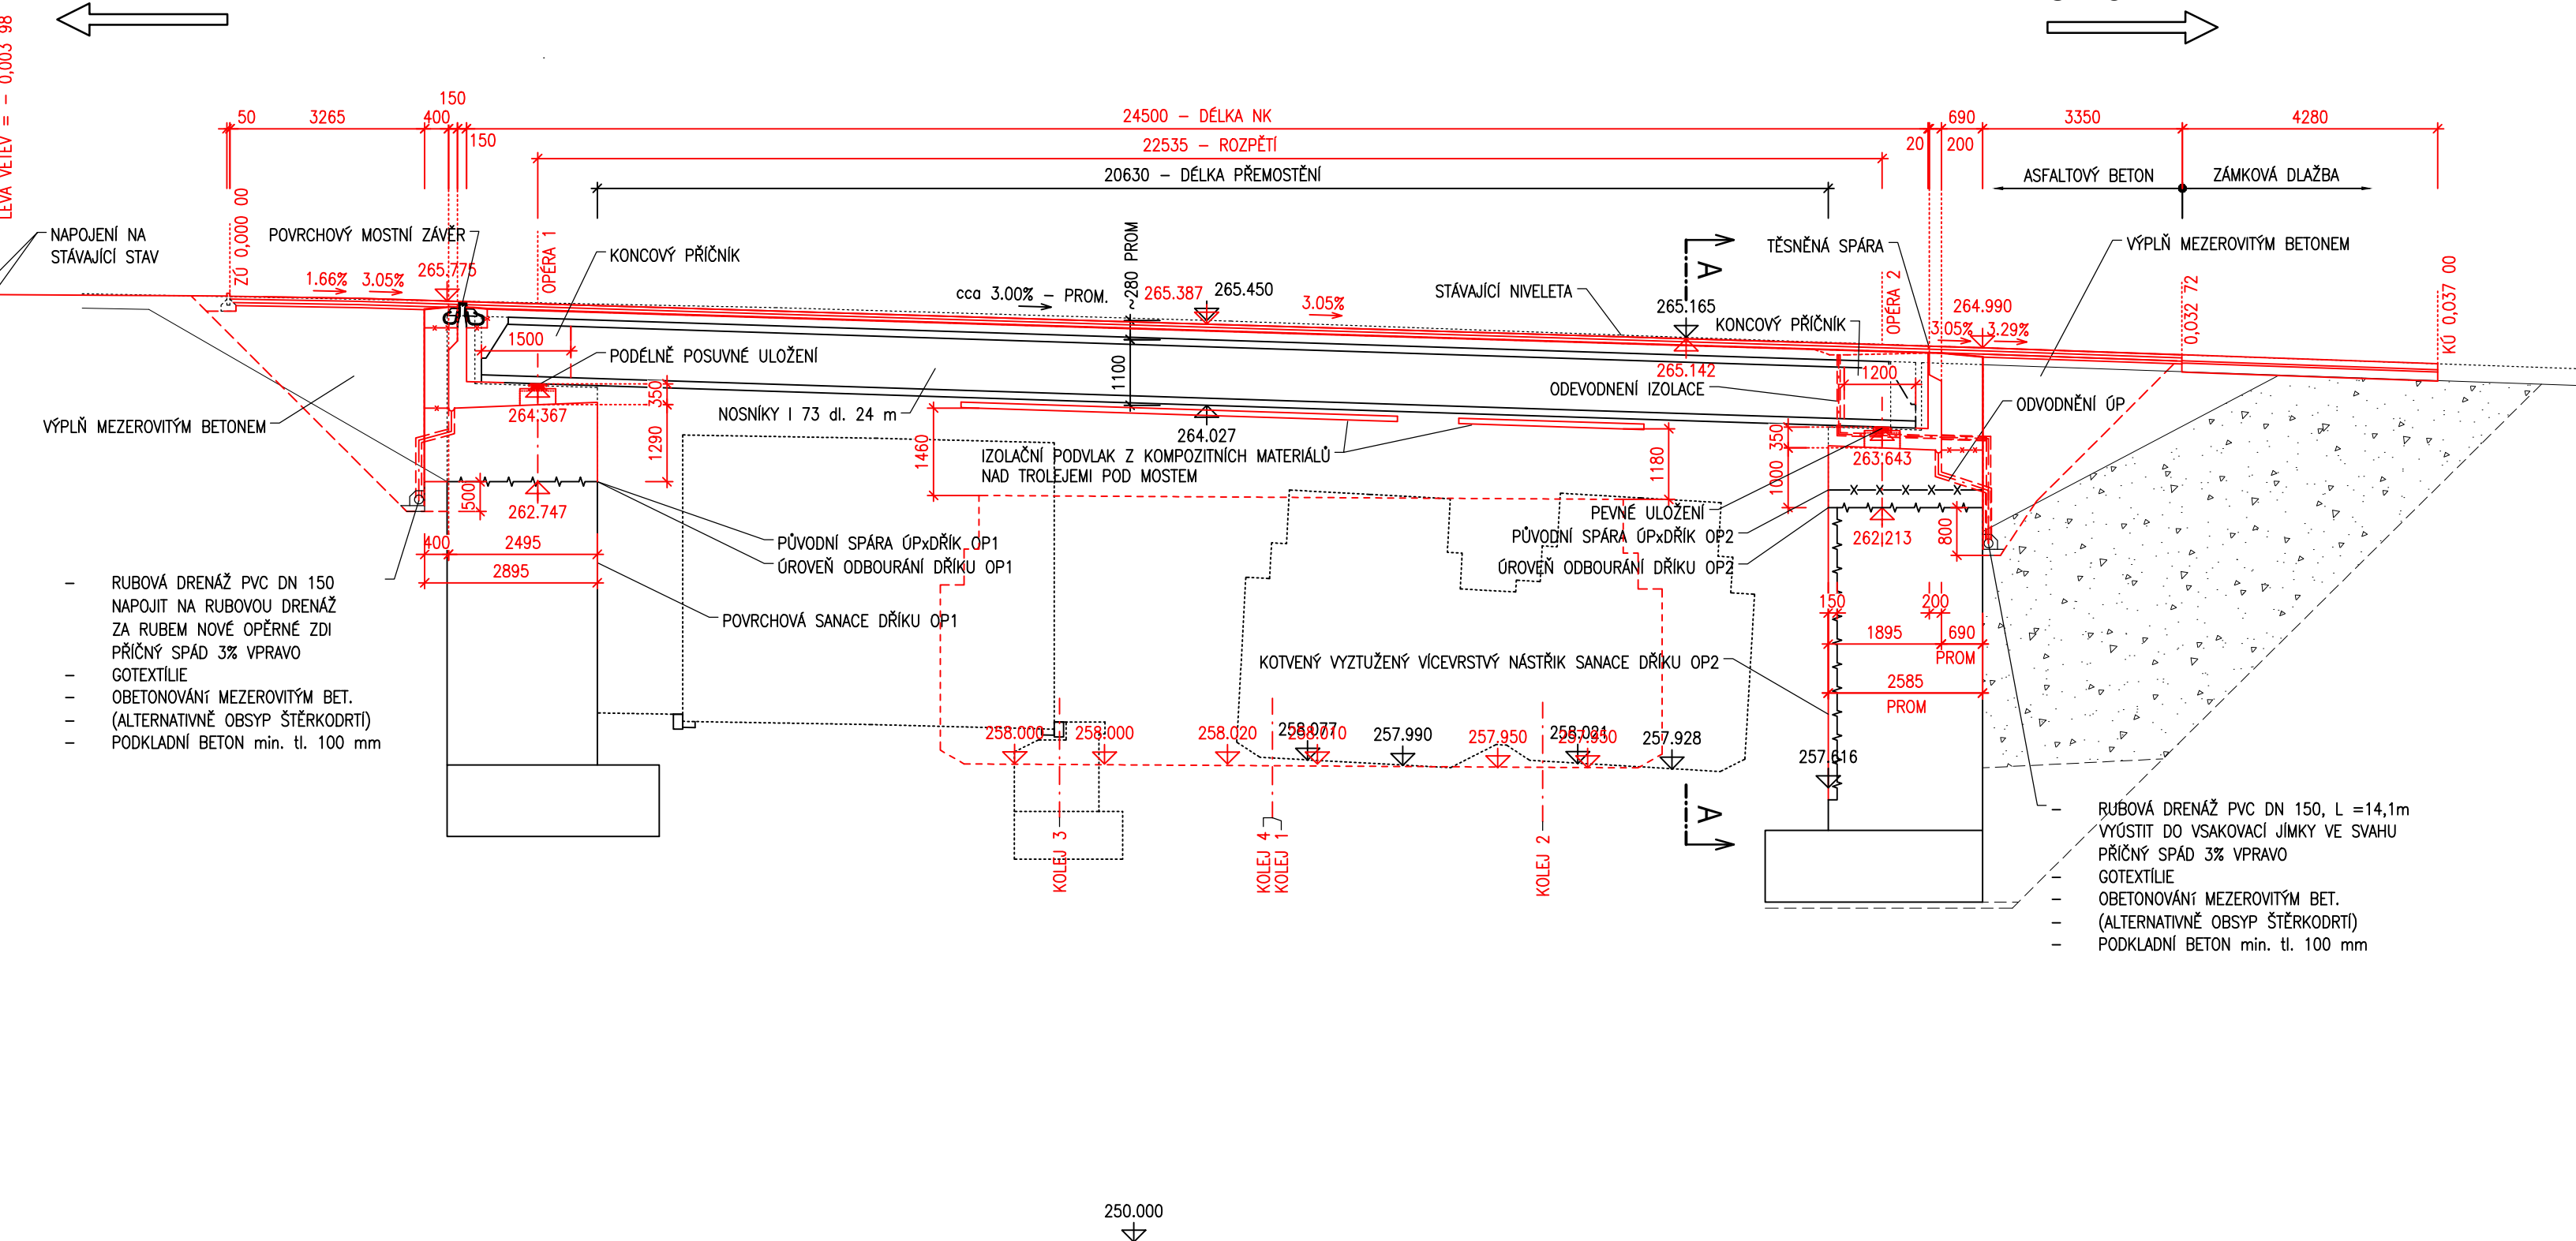 LEVÁ VĚTEV = - 0,003 98
150
50
3265
400
150
24500 - DÉLKA NK
22535 - ROZPĚTÍ
20630 - DÉLKA PŘEMOSTĚNÍ
20
690
200
3350
4280
ASFALTOVÝ BETON
ZÁMKOVÁ DLAŽBA
NAPOJENÍ NA
STÁVAJÍCÍ STAV
ZÚ 0,000 00
POVRCHOVÝ MOSTNÍ ZÁVĚR
OPĚRA 1
KONCOVÝ PŘÍČNÍK
1.66%
3.05%
265.775
cca 3.00% - PROM.
~280 PROM
265.387
265.450
3.05%
STÁVAJÍCÍ NIVELETA
A
265.165
TĚSNĚNÁ SPÁRA
KONCOVÝ PŘÍČNÍK
OPĚRA 2
264.990
3.05%
3.29%
VÝPLŇ MEZEROVITÝM BETONEM
0,032 72
KÚ 0,037 00
1500
PODÉLNĚ POSUVNÉ ULOŽENÍ
1100
265.142
1200
ODEVODNENÍ IZOLACE
ODVODNĚNÍ ÚP
350
264.367
NOSNÍKY I 73 dl. 24 m
VÝPLŇ MEZEROVITÝM BETONEM
1290
1460
264.027
IZOLAČNÍ PODVLAK Z KOMPOZITNÍCH MATERIÁLŮ
NAD TROLEJEMI POD MOSTEM
1180
350
1000
263.643
500
262.747
PEVNÉ ULOŽENÍ
PŮVODNÍ SPÁRA ÚPxDŘÍK OP2
ÚROVEŇ ODBOURÁNÍ DŘÍKU OP2
262.213
800
400
2495
2895
PŮVODNÍ SPÁRA ÚPxDŘÍK OP1
ÚROVEŇ ODBOURÁNÍ DŘÍKU OP1
POVRCHOVÁ SANACE DŘÍKU OP1
- RUBOVÁ DRENÁŽ PVC DN 150
NAPOJIT NA RUBOVOU DRENÁŽ
ZA RUBEM NOVÉ OPĚRNÉ ZDI
PŘÍČNÝ SPÁD 3% VPRAVO
- GOTEXTÍLIE
- OBETONOVÁNí MEZEROVITÝM BET.
- (ALTERNATIVNĚ OBSYP ŠTĚRKODRTÍ)
- PODKLADNÍ BETON min. tl. 100 mm
150
200
1895
690
PROM
2585
PROM
KOTVENÝ VYZTUŽENÝ VÍCEVRSTVÝ NÁSTŘIK SANACE DŘÍKU OP2
258.000
258.000
258.020
258.077
258.010
257.990
257.950
257.950
257.928
257.616
KOLEJ 3
KOLEJ 4
KOLEJ 1
KOLEJ 2
A
- RUBOVÁ DRENÁŽ PVC DN 150, L =14,1m
VYÚSTIT DO VSAKOVACÍ JÍMKY VE SVAHU
PŘÍČNÝ SPÁD 3% VPRAVO
- GOTEXTÍLIE
- OBETONOVÁNí MEZEROVITÝM BET.
- (ALTERNATIVNĚ OBSYP ŠTĚRKODRTÍ)
- PODKLADNÍ BETON min. tl. 100 mm
250.000